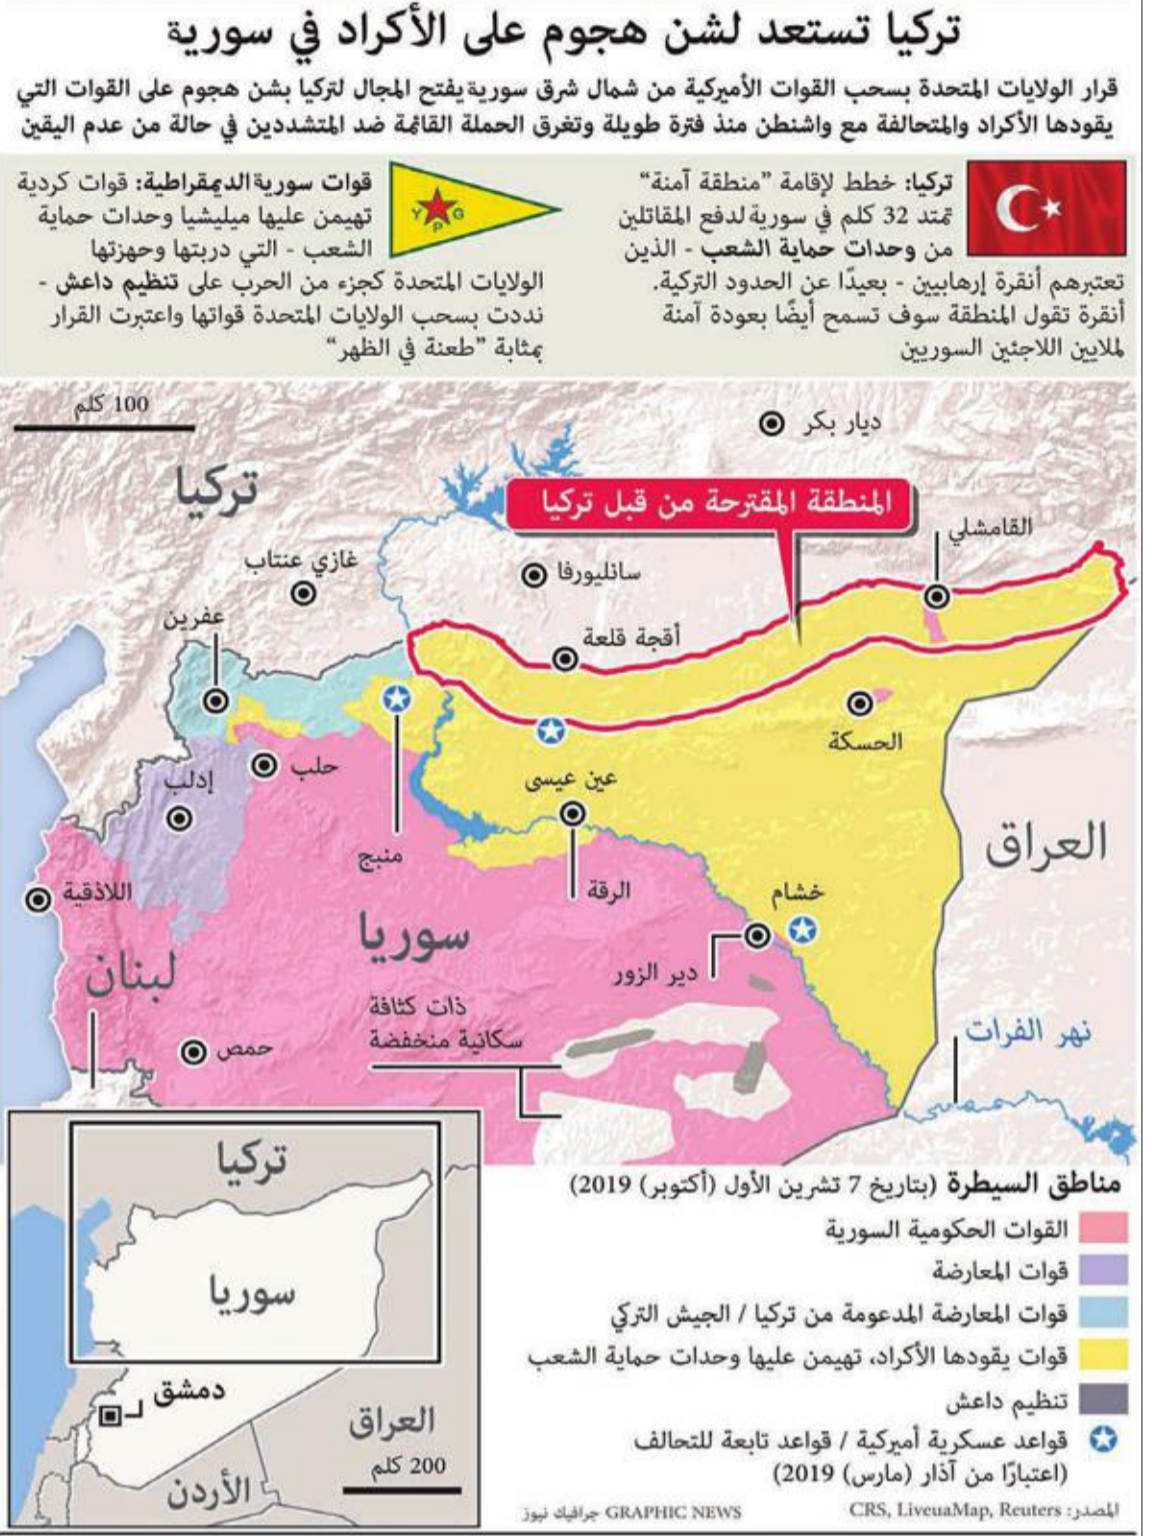 تركيا تستعد لشن هجوم على الأكراد في سورية
قرار الولايات المتحدة بسحب القوات الأميركية من شمال شرق سورية يفتح المجال لتركيا بشن هجوم على القوات التي
يقودها الأكراد والمتحالفة مع واشنطن منذ فترة طويلة وتغرق الحملة القائمة ضد المتشددين في حالة من عدم اليقين
تركيا: خطط لإقامة ”منطقة آمنة“
تمتد 32 كلم في سورية لدفع المقاتلين
من وحدات حماية الشعب - الذين
تعتبرهم أنقرة إرهابيين - بعيدًا عن الحدود التركية.
أنقرة تقول المنطقة سوف تسمح أيضًا بعودة آمنة
لملايين اللاجئين السوريين
Y P G
قوات سورية الديمقراطية: قوات كردية
تهيمن عليها ميليشيا وحدات حماية
الشعب - التي دربتها وجهزتها
الولايات المتحدة كجزء من الحرب على تنظيم داعش -
نددت بسحب الولايات المتحدة قواتها واعتبرت القرار
بمثابة ”طعنة في الظهر“
100 كلم
ديار بكر
تركيا
المنطقة المقترحة من قبل تركيا
القامشلي
غازي عنتاب
سانليورفا
عفرين
أقجة قلعة
الحسكة
حلب
إدلب
عين عيسى
العراق
منبج
الرقة
خشام
اللاذقية
سوريا
دير الزور
لبنان
ذات كثافة
سكانية منخفضة
نهر الفرات
حمص
تركيا
سوريا
دمشق
العراق
200 كلم
الأردن
مناطق السيطرة (بتاريخ 7 تشرين الأول (أكتوبر) 2019)
القوات الحكومية السورية
قوات المعارضة
قوات المعارضة المدعومة من تركيا / الجيش التركي
قوات يقودها الأكراد، تهيمن عليها وحدات حماية الشعب
تنظيم داعش
قواعد عسكرية أميركية / قواعد تابعة للتحالف
(اعتبارًا من آذار (مارس) 2019)
المصدر: CRS, LiveuaMap, Reuters
GRAPHIC NEWS جرافيك نيوز